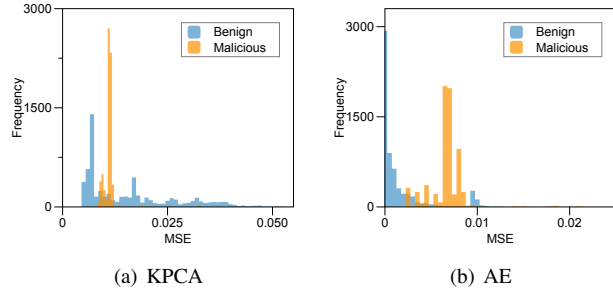 3000
Benign
Malicious
Frequency
1500
0
0
0.025
0.050
MSE
(a) KPCA
3000
Benign
Malicious
Frequency
1500
0
0
0.01
0.02
MSE
(b) AE